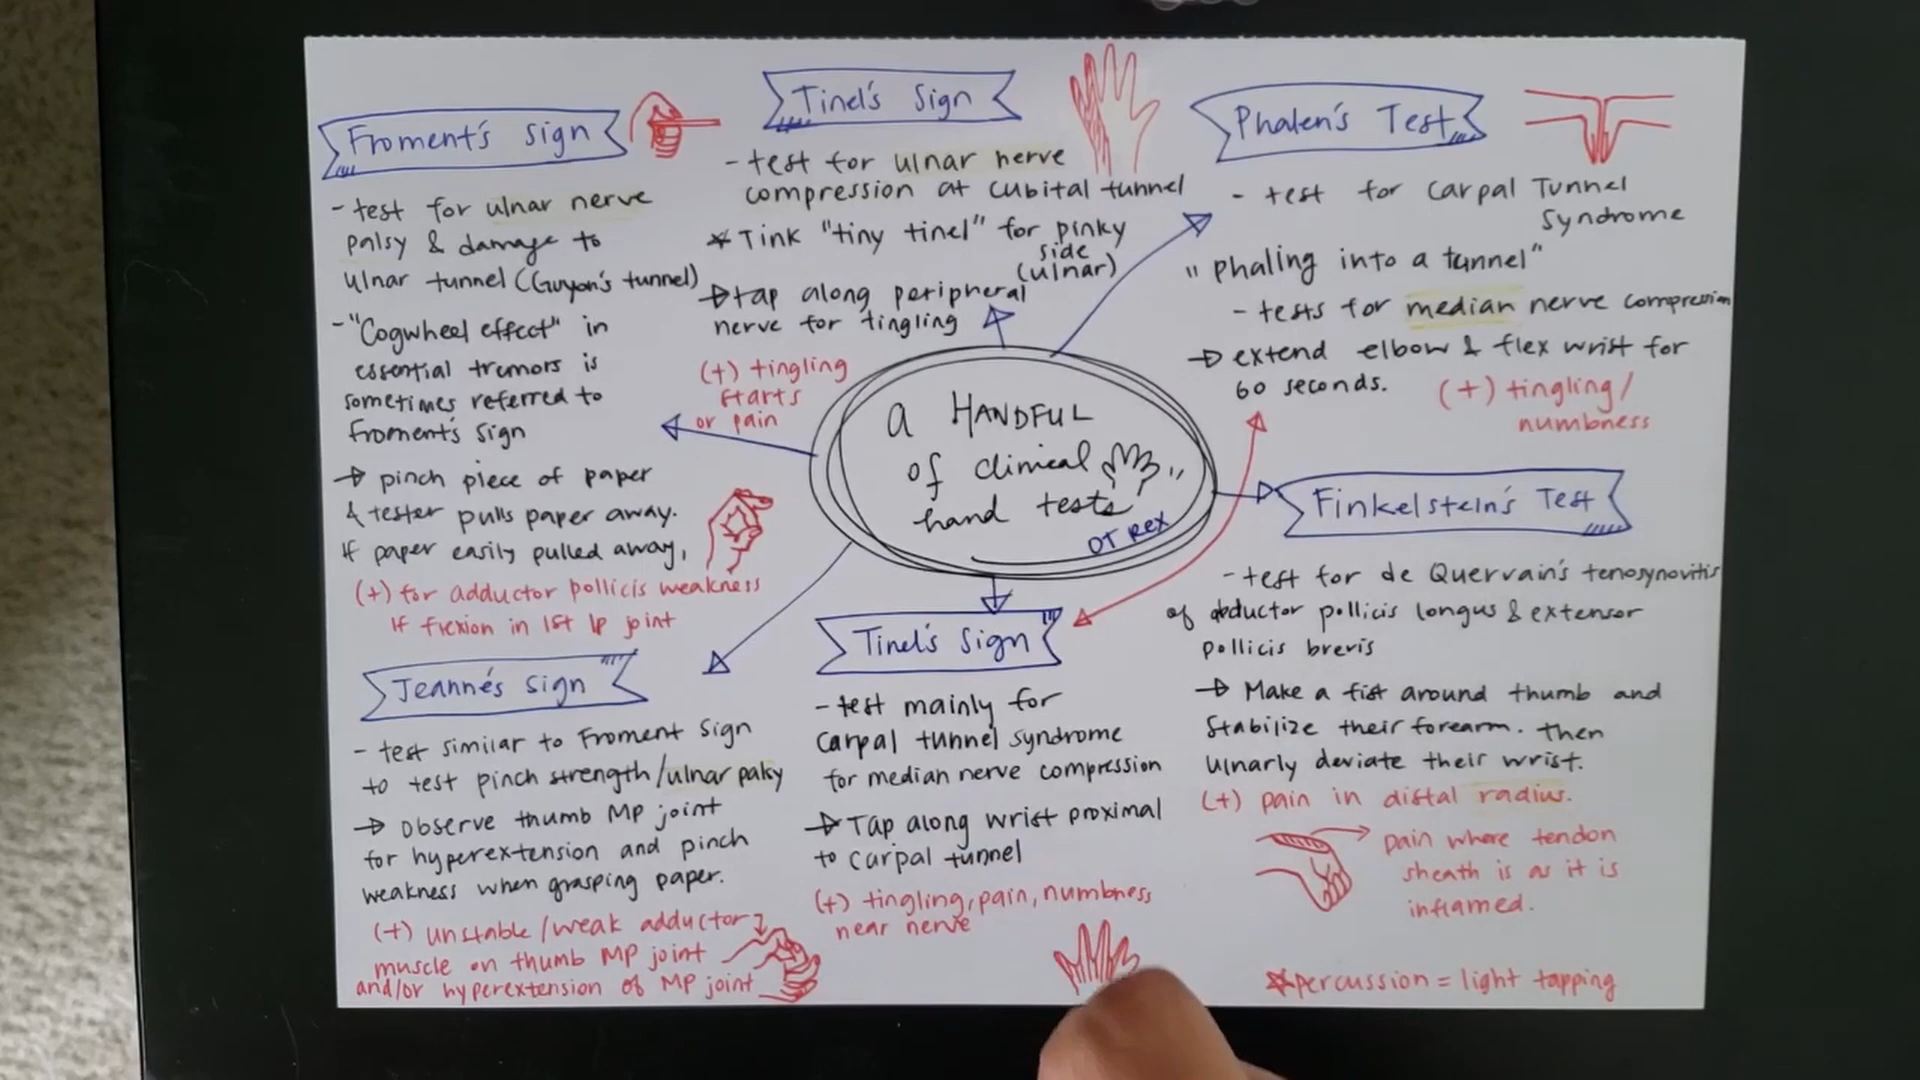 Froment's Sign
- test for ulnar nerve
palsy & damage to
ulnar tunnel (Guyon's tunnel)
- "Cogwheel effect" in
essential tremors is
sometimes referred to
Froment's sign
→ pinch piece of paper
& tester pulls paper away.
If paper easily pulled away,
(+) for adductor pollicis weakness
If flexion in 1st IP joint
Tinel's Sign
- test for ulnar nerve
compression at cubital tunnel
* Tink "tiny tinel" for pinky
side
(ulnar)
→ tap along peripheral
nerve for tingling
(+) tingling
starts
or pain
Phalen's Test
- test for Carpal Tunnel
Syndrome
"phaling into a tunnel"
- tests for median nerve compression
→ extend elbow & flex wrist for
60 seconds.
(+) tingling/
numbness
a HANDFUL
of clinical
hand tests"
OT Rex
Finkelstein's Test
- test for de Quervain's tenosynovitis
of abductor pollicis longus & extensor
pollicis brevis
→ Make a fist around thumb and
Stabilize their forearm. then
ulnarly deviate their wrist.
(+) pain in distal radius.
→ pain where tendon
sheath is as it is
inflamed.
*percussion = light tapping
Jeanne's Sign
- test similar to Froment Sign
to test pinch strength/ulnar palsy
→ observe thumb MP joint
for hyperextension and pinch
weakness when grasping paper.
(+) unstable/weak adductor
muscle on thumb MP joint
and/or hyperextension of MP joint
Tinel's Sign
- test mainly for
carpal tunnel syndrome
for median nerve compression
→ Tap along wrist proximal
to carpal tunnel
(+) tingling, pain, numbness
near nerve